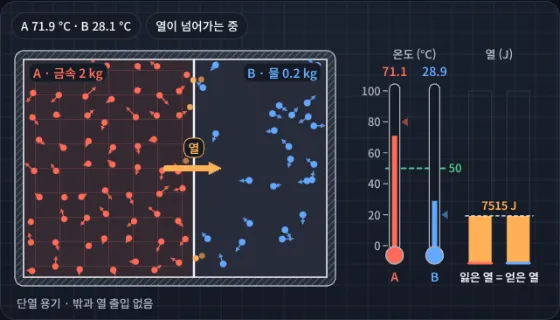 A 71.9 °C · B 28.1 °C
열이 넘어가는 중
A · 금속 2 kg
B · 물 0.2 kg
열
단열 용기 · 밖과 열 출입 없음
온도 (°C)
71.1
28.9
100
80
60
40
20
0
50
A
B
열 (J)
7515 J
잃은 열 = 얻은 열